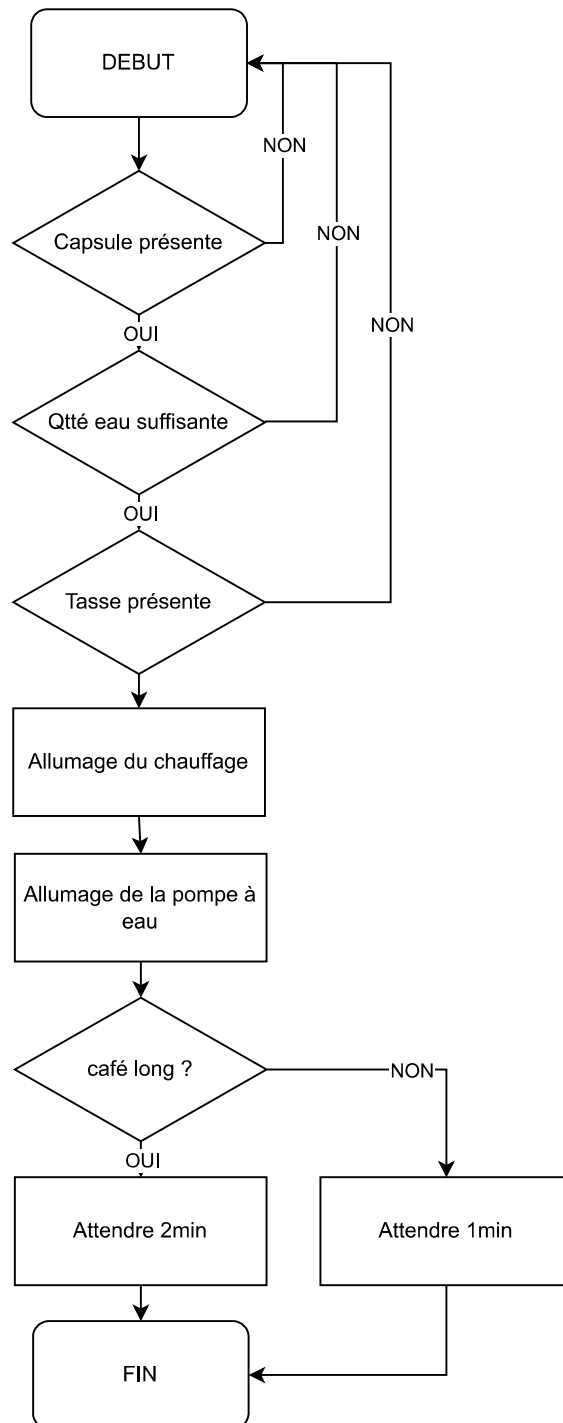 DEBUT
NON
Capsule présente
NON
OUI
NON
Qtté eau suffisante
OUI
Tasse présente
Allumage du chauffage
Allumage de la pompe à
eau
café long ?
NON
OUI
Attendre 2min
Attendre 1min
FIN